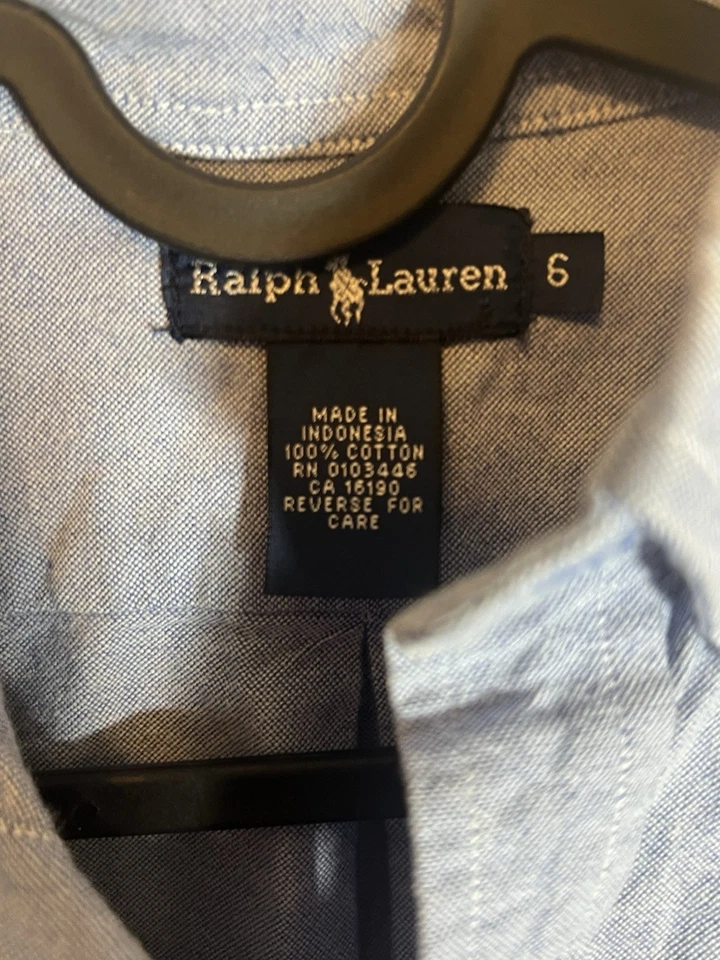 Ralph Lauren 6
MADE IN
INDONESIA
100% COTTON
RN 0103446
CA 16190
REVERSE FOR
CARE